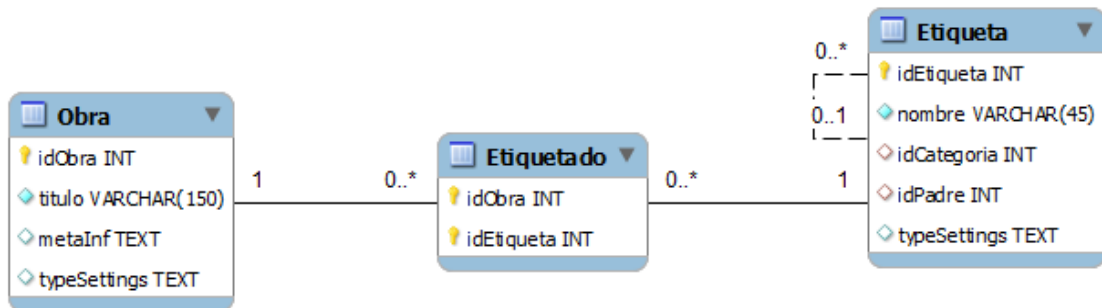 Obra
idObra INT
titulo VARCHAR(150)
metaInf TEXT
typeSettings TEXT
1
0..*
Etiquetado
idObra INT
idEtiqueta INT
0..*
1
0..*
0..1
Etiqueta
idEtiqueta INT
nombre VARCHAR(45)
idCategoria INT
idPadre INT
typeSettings TEXT